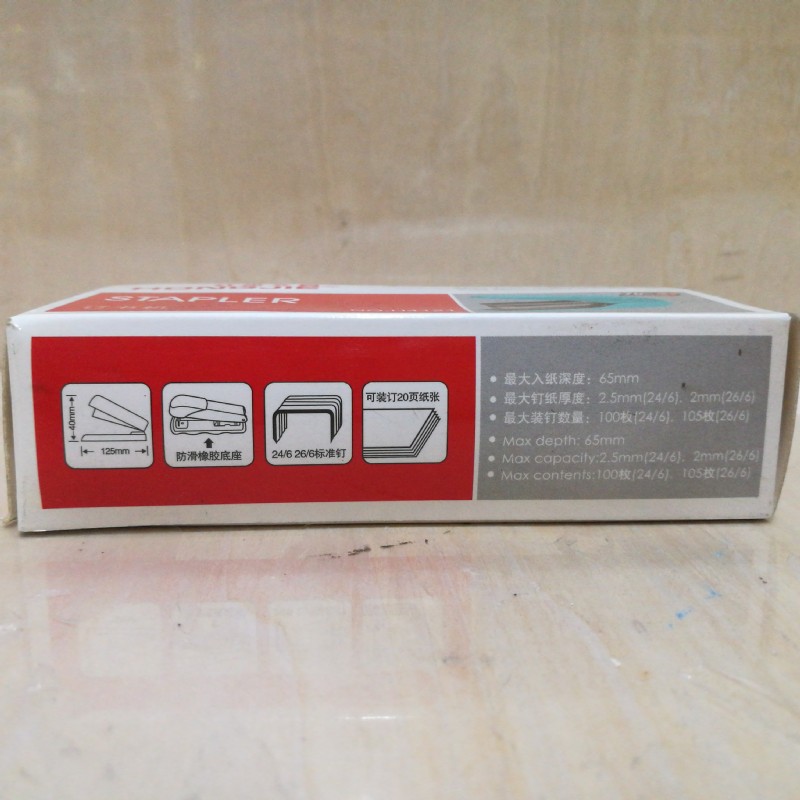 STAPLER
40mm
125mm
防滑橡胶底座
24/6 26/6标准钉
可装订20页纸张
• 最大入纸深度：65mm
• 最大钉纸厚度：2.5mm(24/6)，2mm(26/6)
• 最大装钉数量：100枚(24/6)，105枚(26/6)
• Max depth: 65mm
• Max capacity:2.5mm(24/6)，2mm(26/6)
• Max contents:100枚(24/6)，105枚(26/6)